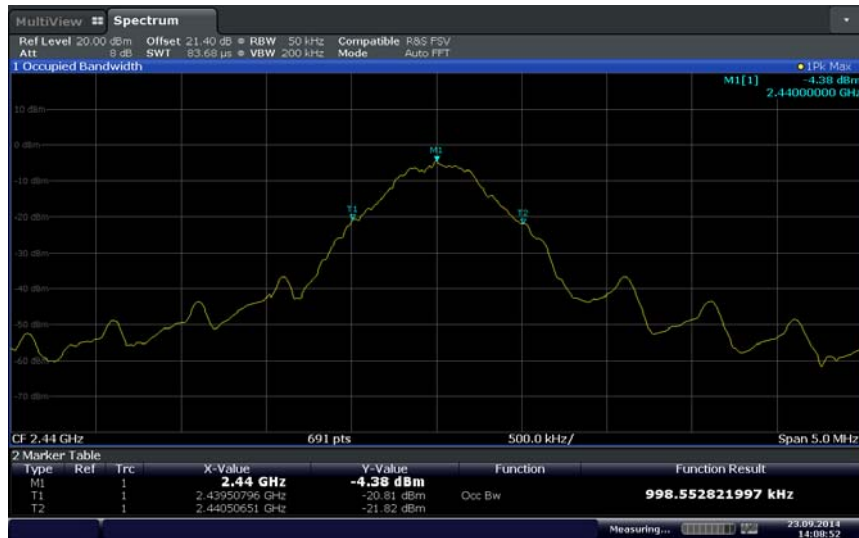 MultiView Spectrum
Ref Level 20.00 dBm Offset 21.40 dB RBW 50 kHz Compatible R&S FSV
Att 8 dB SWT 83.68 µs VBW 200 kHz Mode Auto FFT
1 Occupied Bandwidth 1Pk Max
M1[1] -4.38 dBm
2.44000000 GHz
10 dBm
0 dBm
M1
-10 dBm
T1
T2
-20 dBm
-30 dBm
-40 dBm
-50 dBm
-60 dBm
-70 dBm
CF 2.44 GHz 691 pts 500.0 kHz/ Span 5.0 MHz
2 Marker Table
Type Ref Trc X-Value Y-Value Function Function Result
M1 1 2.44 GHz -4.38 dBm
T1 1 2.43950796 GHz -20.81 dBm Occ Bw 998.552821997 kHz
T2 1 2.44050651 GHz -21.82 dBm
Measuring... 23.09.2014
14:08:52